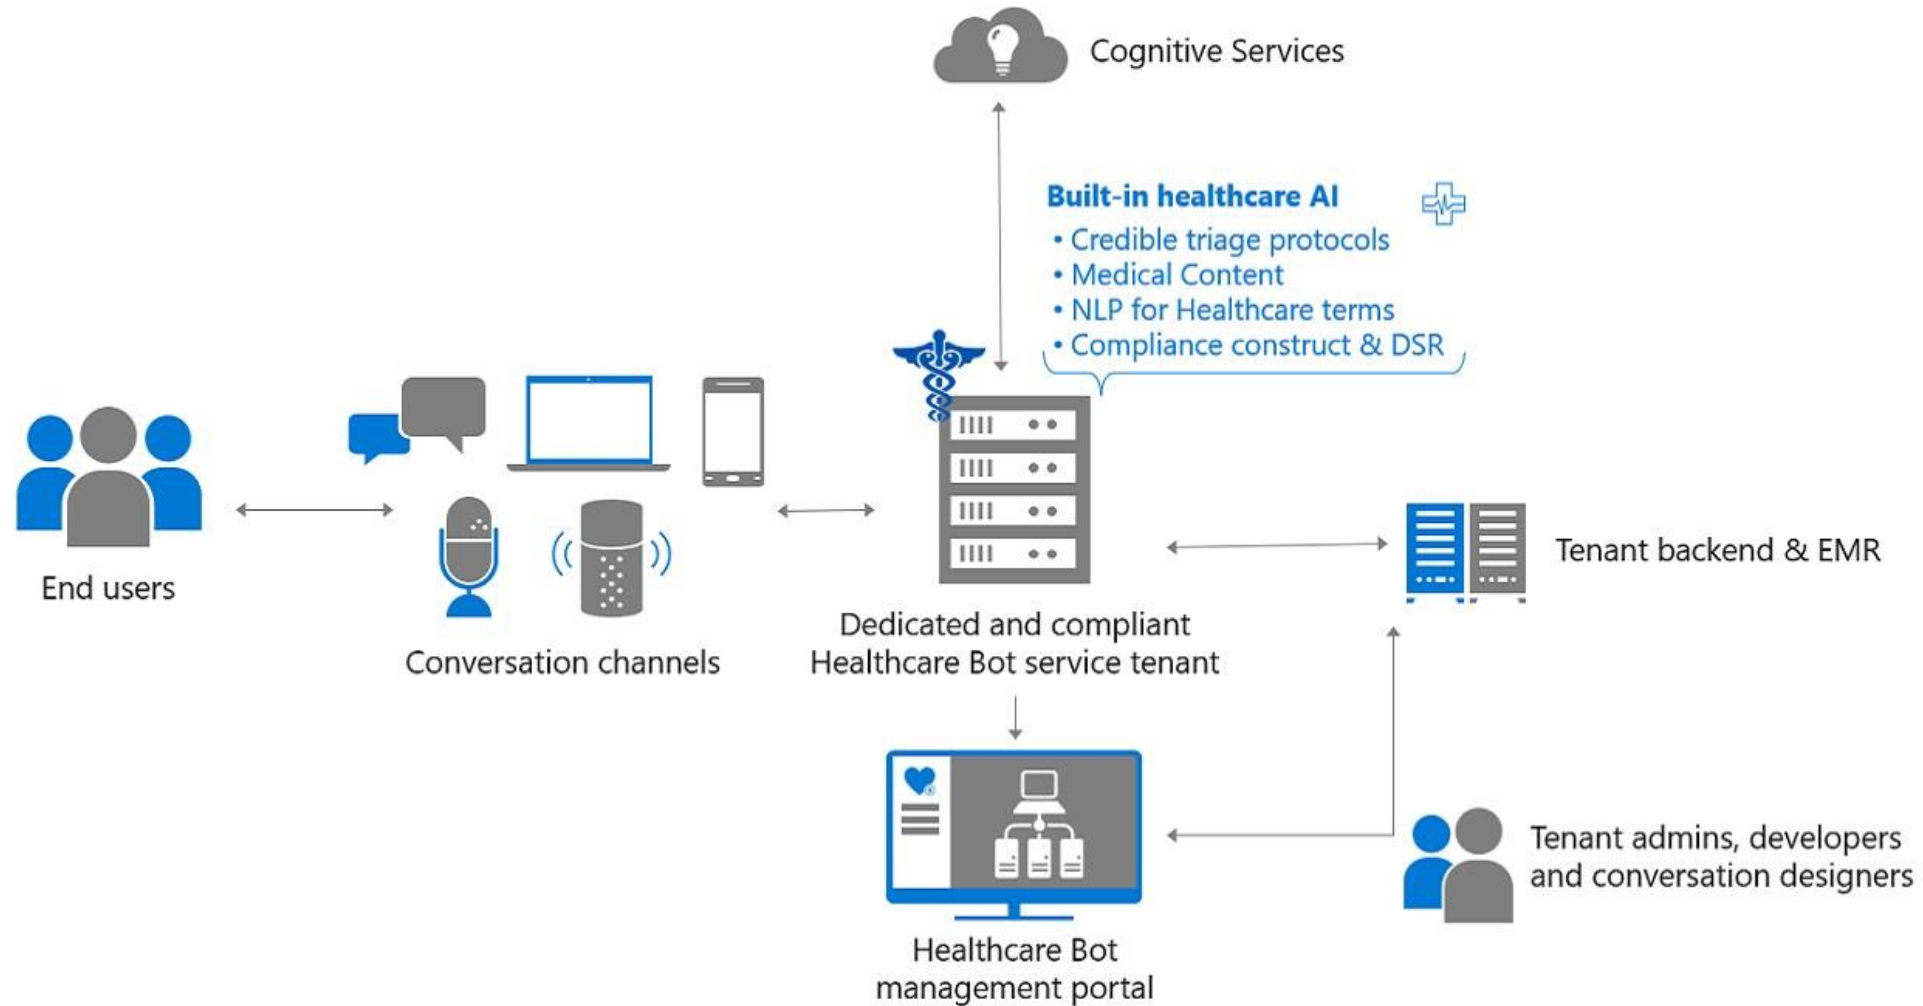 Cognitive Services
Built-in healthcare AI
• Credible triage protocols
• Medical Content
• NLP for Healthcare terms
• Compliance construct & DSR
End users
Conversation channels
Dedicated and compliant
Healthcare Bot service tenant
Tenant backend & EMR
Tenant admins, developers
and conversation designers
Healthcare Bot
management portal